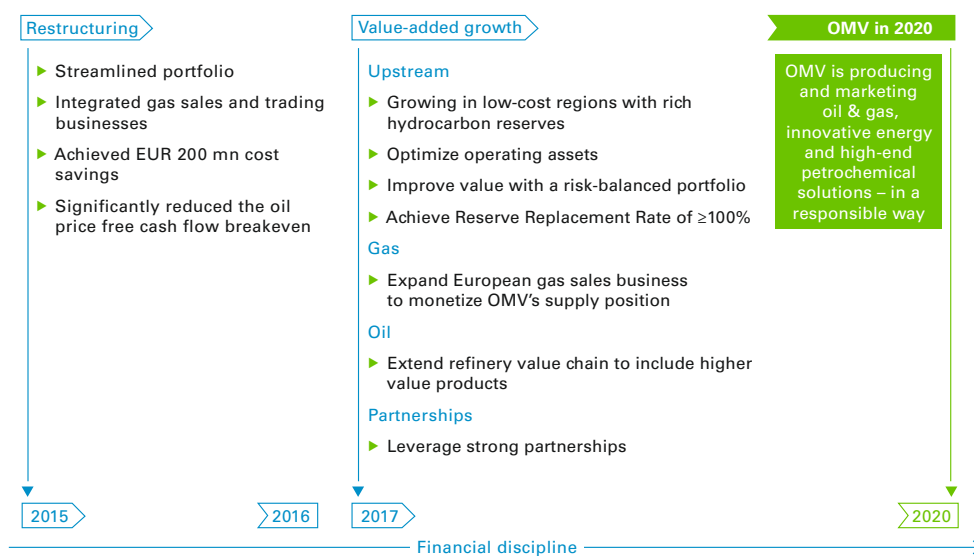 Restructuring
Streamlined portfolio
Integrated gas sales and trading
businesses
Achieved EUR 200 mn cost
savings
Significantly reduced the oil
price free cash flow breakeven
Value-added growth
Upstream
Growing in low-cost regions with rich
hydrocarbon reserves
Optimize operating assets
Improve value with a risk-balanced portfolio
Achieve Reserve Replacement Rate of ≥100%
Gas
Expand European gas sales business
to monetize OMV’s supply position
Oil
Extend refinery value chain to include higher
value products
Partnerships
Leverage strong partnerships
OMV in 2020
OMV is producing
and marketing
oil & gas,
innovative energy
and high-end
petrochemical
solutions – in a
responsible way
2015
2016
2017
2020
Financial discipline